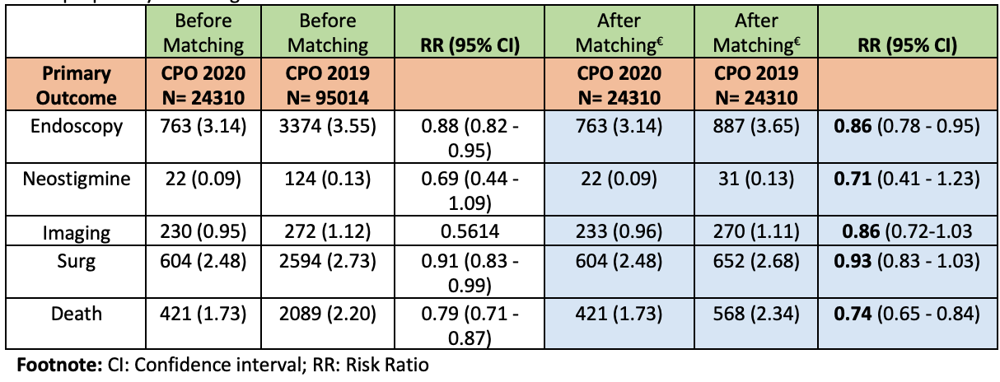 Before Matching Before Matching RR (95% CI) After Matching€ After Matching€ RR (95% CI)
Primary Outcome CPO 2020 N= 24310 CPO 2019 N= 95014 CPO 2020 N= 24310 CPO 2019 N= 24310
Endoscopy 763 (3.14) 3374 (3.55) 0.88 (0.82 - 0.95) 763 (3.14) 887 (3.65) 0.86 (0.78 - 0.95)
Neostigmine 22 (0.09) 124 (0.13) 0.69 (0.44 - 1.09) 22 (0.09) 31 (0.13) 0.71 (0.41 - 1.23)
Imaging 230 (0.95) 272 (1.12) 0.5614 233 (0.96) 270 (1.11) 0.86 (0.72-1.03
Surg 604 (2.48) 2594 (2.73) 0.91 (0.83 - 0.99) 604 (2.48) 652 (2.68) 0.93 (0.83 - 1.03)
Death 421 (1.73) 2089 (2.20) 0.79 (0.71 - 0.87) 421 (1.73) 568 (2.34) 0.74 (0.65 - 0.84)
Footnote: CI: Confidence interval; RR: Risk Ratio